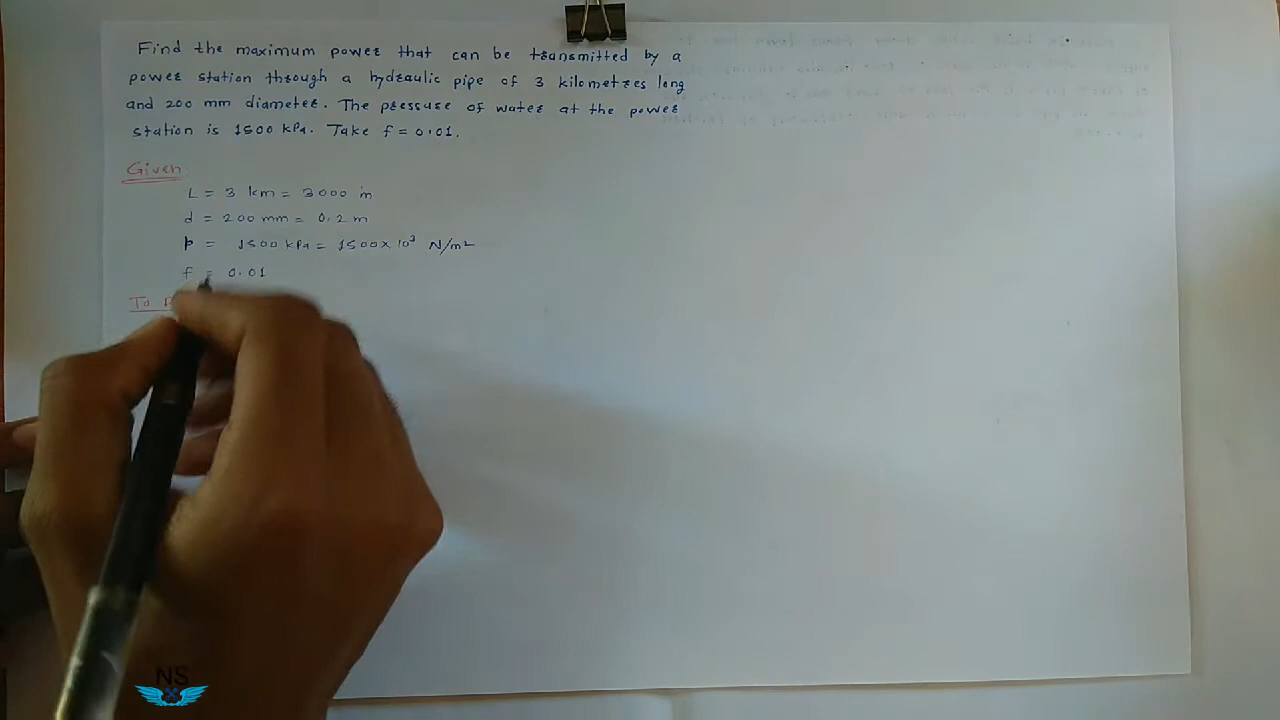 Find the maximum power that can be transmitted by a
power station through a hydraulic pipe of 3 kilometres long
and 200 mm diameter. The pressure of water at the power
station is 1500 kPa. Take f = 0.01.
Given:
L = 3 km = 3000 m
d = 200 mm = 0.2 m
p = 1500 kPa = 1500 x 10³ N/m²
f = 0.01
To
NS